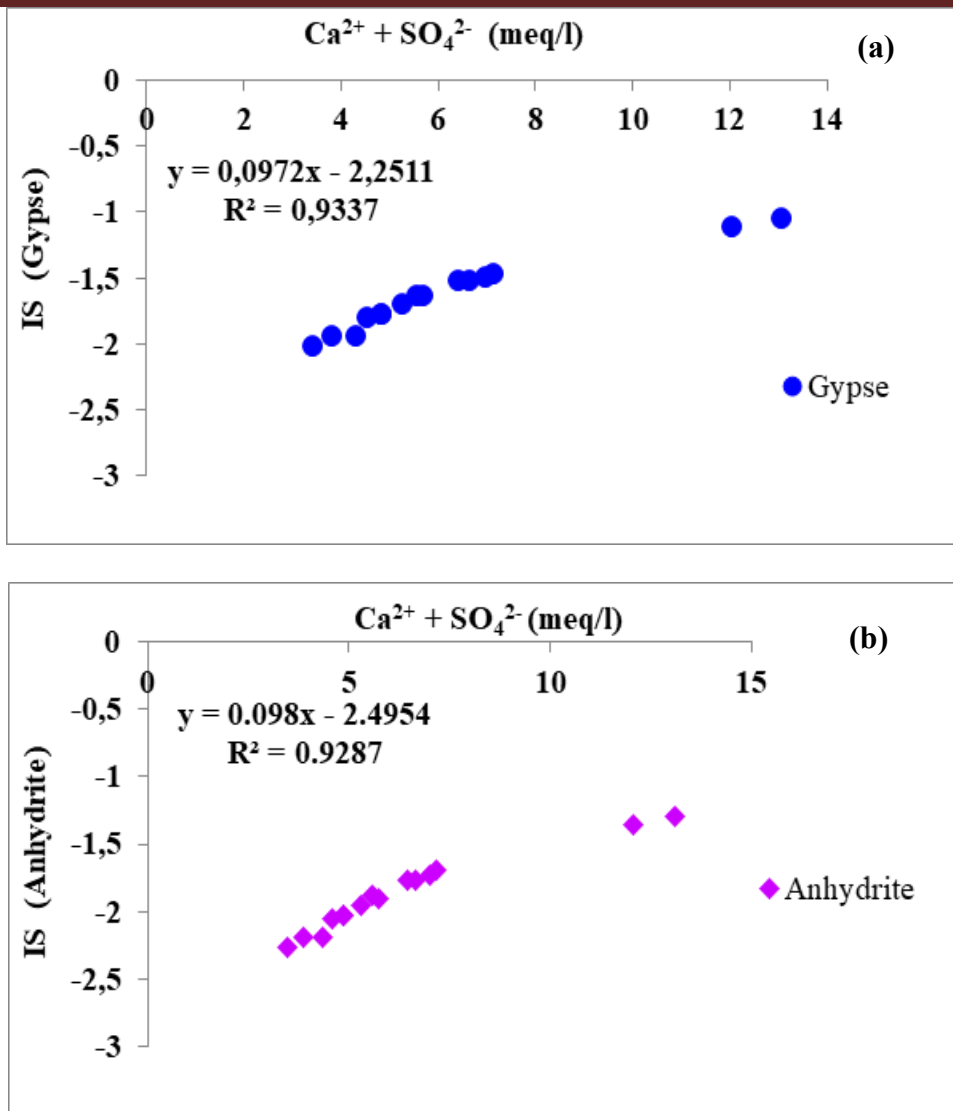 Ca²⁺ + SO₄²⁻ (meq/l)
(a)
0
0 2 4 6 8 10 12 14
-0,5
y = 0,0972x - 2,2511
R² = 0,9337
-1
-1,5
-2
-2,5
-3
IS (Gypse)
Gypse
Ca²⁺ + SO₄²⁻ (meq/l)
(b)
0
0 5 10 15
-0,5
y = 0.098x - 2.4954
R² = 0.9287
-1
-1,5
-2
-2,5
-3
IS (Anhydrite)
Anhydrite